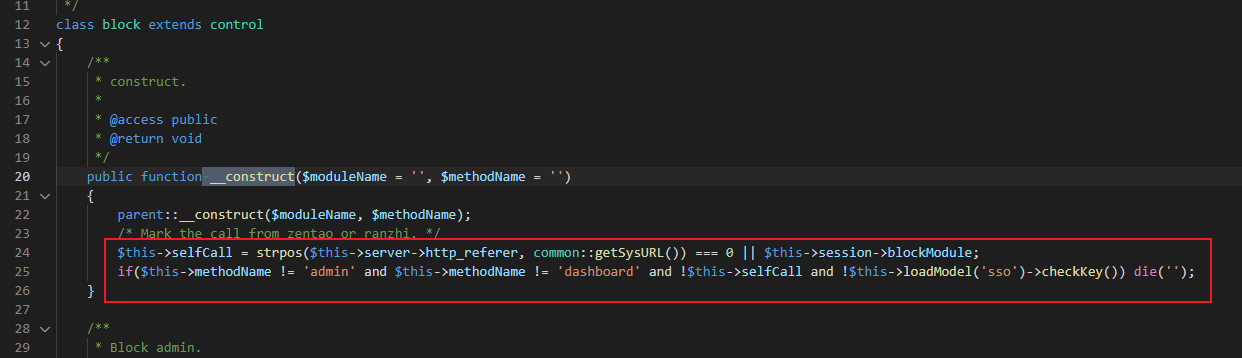 11 */
12 class block extends control
13 {
14 /**
15 * construct.
16 *
17 * @access public
18 * @return void
19 */
20 public function __construct($moduleName = '', $methodName = '')
21 {
22 parent::__construct($moduleName, $methodName);
23 /* Mark the call from zentao or ranzhi. */
24 $this->selfCall = strpos($this->server->http_referer, common::getSysURL()) === 0 || $this->session->blockModule;
25 if($this->methodName != 'admin' and $this->methodName != 'dashboard' and !$this->selfCall and !$this->loadModel('sso')->checkKey()) die('');
26 }
27
28 /**
29 * Block admin.